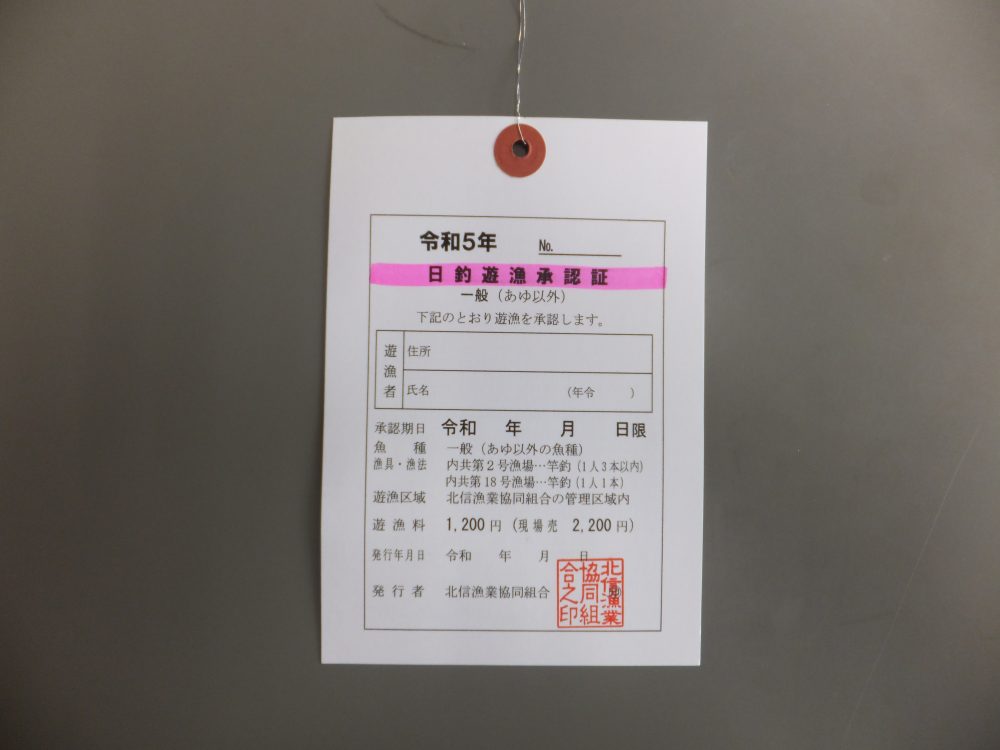 令和5年 No.
日釣遊漁承認証
一般（あゆ以外）
下記のとおり遊漁を承認します。
遊漁者
住所
氏名 （年令 ）
承認期日 令和 年 月 日限
魚種 一般（あゆ以外の魚種）
漁具・漁法 内共第2号漁場…竿釣（1人3本以内）
内共第18号漁場…竿釣（1人1本）
遊漁区域 北信漁業協同組合の管理区域内
遊漁料 1,200円（現場売 2,200円）
発行年月日 令和 年 月 日
発行者 北信漁業協同組合
北信漁業協同組合之印